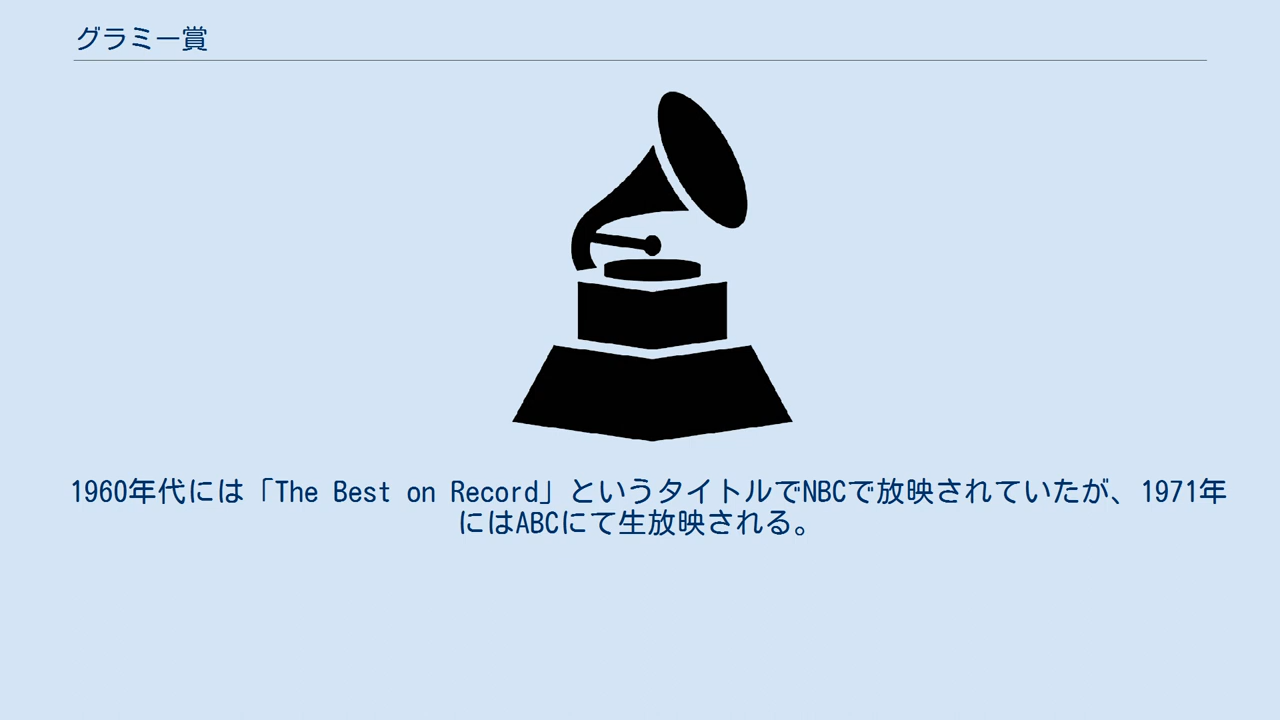 グラミー賞
1960年代には「The Best on Record」というタイトルでNBCで放映されていたが、1971年
にはABCにて生放映される。